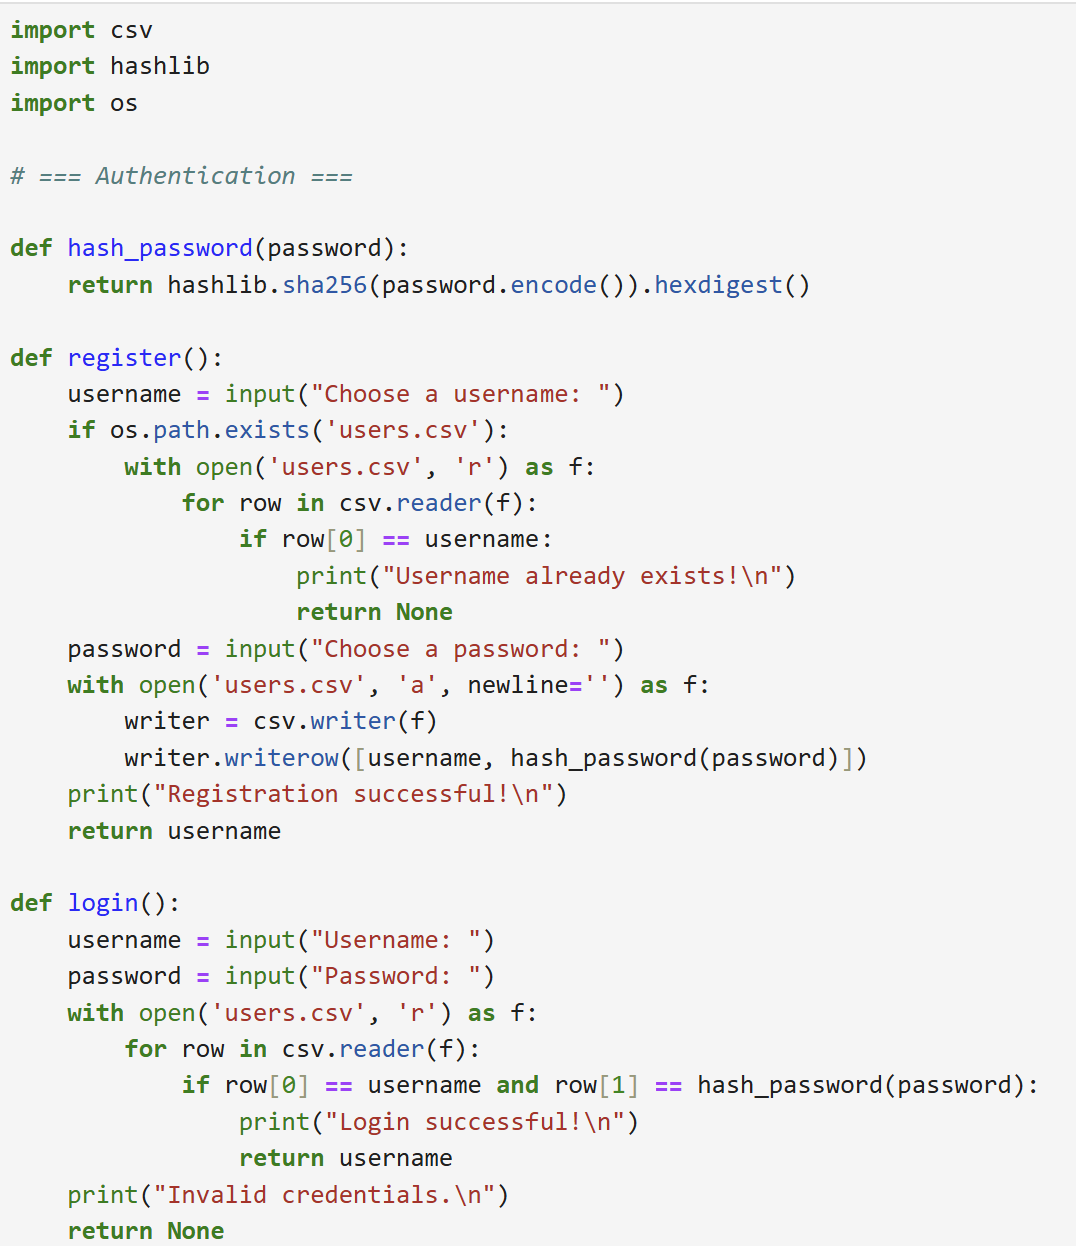 import csv
import hashlib
import os

# === Authentication ===

def hash_password(password):
    return hashlib.sha256(password.encode()).hexdigest()

def register():
    username = input("Choose a username: ")
    if os.path.exists('users.csv'):
        with open('users.csv', 'r') as f:
            for row in csv.reader(f):
                if row[0] == username:
                    print("Username already exists!\n")
                    return None
    password = input("Choose a password: ")
    with open('users.csv', 'a', newline='') as f:
        writer = csv.writer(f)
        writer.writerow([username, hash_password(password)])
    print("Registration successful!\n")
    return username

def login():
    username = input("Username: ")
    password = input("Password: ")
    with open('users.csv', 'r') as f:
        for row in csv.reader(f):
            if row[0] == username and row[1] == hash_password(password):
                print("Login successful!\n")
                return username
    print("Invalid credentials.\n")
    return None